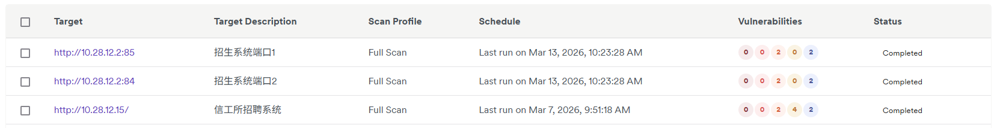 Target Target Description Scan Profile Schedule Vulnerabilities Status
http://10.28.12.2:85 招生系统端口1 Full Scan Last run on Mar 13, 2026, 10:23:28 AM 0 0 2 0 2 Completed
http://10.28.12.2:84 招生系统端口2 Full Scan Last run on Mar 13, 2026, 10:23:28 AM 0 0 2 0 2 Completed
http://10.28.12.15/ 信工所招聘系统 Full Scan Last run on Mar 7, 2026, 9:51:18 AM 0 0 2 4 2 Completed